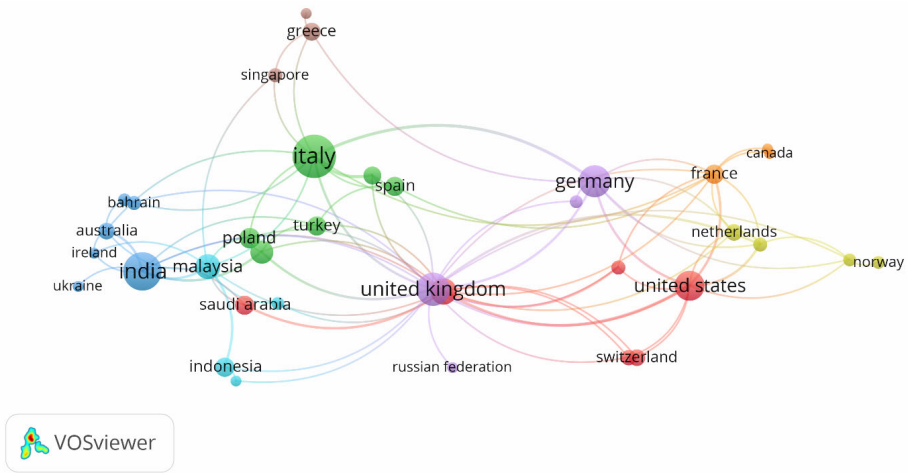 greece
singapore
italy
canada
france
spain
germany
bahrain
turkey
netherlands
australia
poland
ireland
india
malaysia
norway
ukraine
united kingdom
united states
saudi arabia
switzerland
indonesia
russian federation
VOSviewer